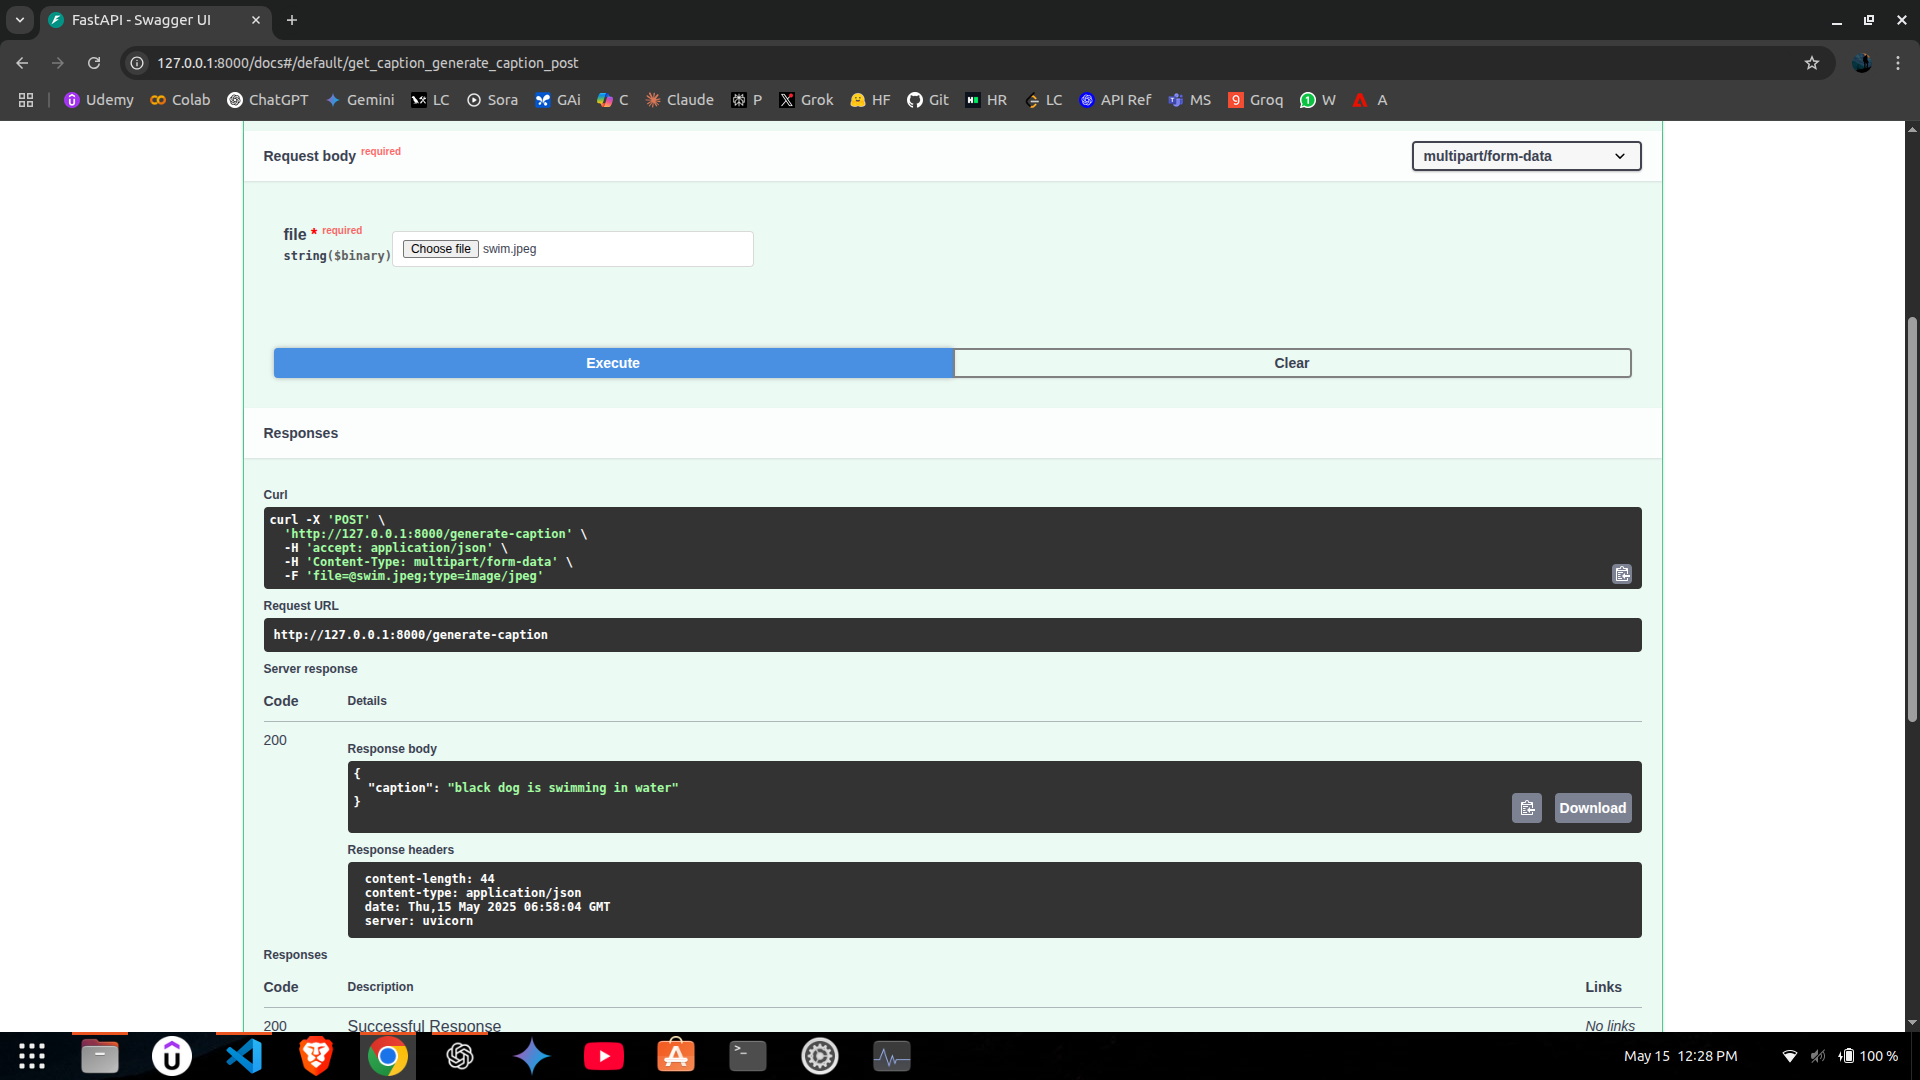 FastAPI - Swagger UI
127.0.0.1:8000/docs#/default/get_caption_generate_caption_post
Udemy Colab ChatGPT Gemini LC Sora GAi C Claude P Grok HF Git HR LC API Ref MS Groq W A
Request body required
multipart/form-data
file * required
string($binary)
Choose file swim.jpeg
Execute
Clear
Responses
Curl
curl -X 'POST' \
'http://127.0.0.1:8000/generate-caption' \
-H 'accept: application/json' \
-H 'Content-Type: multipart/form-data' \
-F 'file=@swim.jpeg;type=image/jpeg'
Request URL
http://127.0.0.1:8000/generate-caption
Server response
Code Details
200
Response body
{
"caption": "black dog is swimming in water"
}
Download
Response headers
content-length: 44
content-type: application/json
date: Thu,15 May 2025 06:58:04 GMT
server: uvicorn
Responses
Code Description Links
200 Successful Response No links
May 15 12:28 PM 100 %